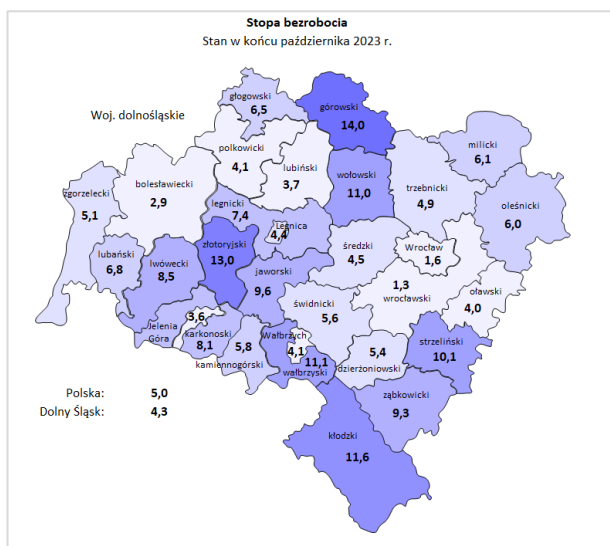 Stopa bezrobocia
Stan w końcu października 2023 r.
Woj. dolnośląskie
głogowski
6,5
górowski
14,0
milicki
6,1
polkowicki
4,1
lubiński
3,7
wołowski
11,0
trzebnicki
4,9
zgorzelecki
5,1
bolesławiecki
2,9
legnicki
7,4
Legnica
4,4
oleśnicki
6,0
lubański
6,8
lwówecki
8,5
złotoryjski
13,0
średzki
4,5
Wrocław
1,6
jaworski
9,6
1,3
wrocławski
oławski
4,0
świdnicki
5,6
Jelenia
Góra
3,6
karkonoski
8,1
5,8
kamiennogórski
Wałbrzych
4,1
11,1
wałbrzyski
5,4
dzierżoniowski
strzeliński
10,1
ząbkowicki
9,3
kłodzki
11,6
Polska: 5,0
Dolny Śląsk: 4,3